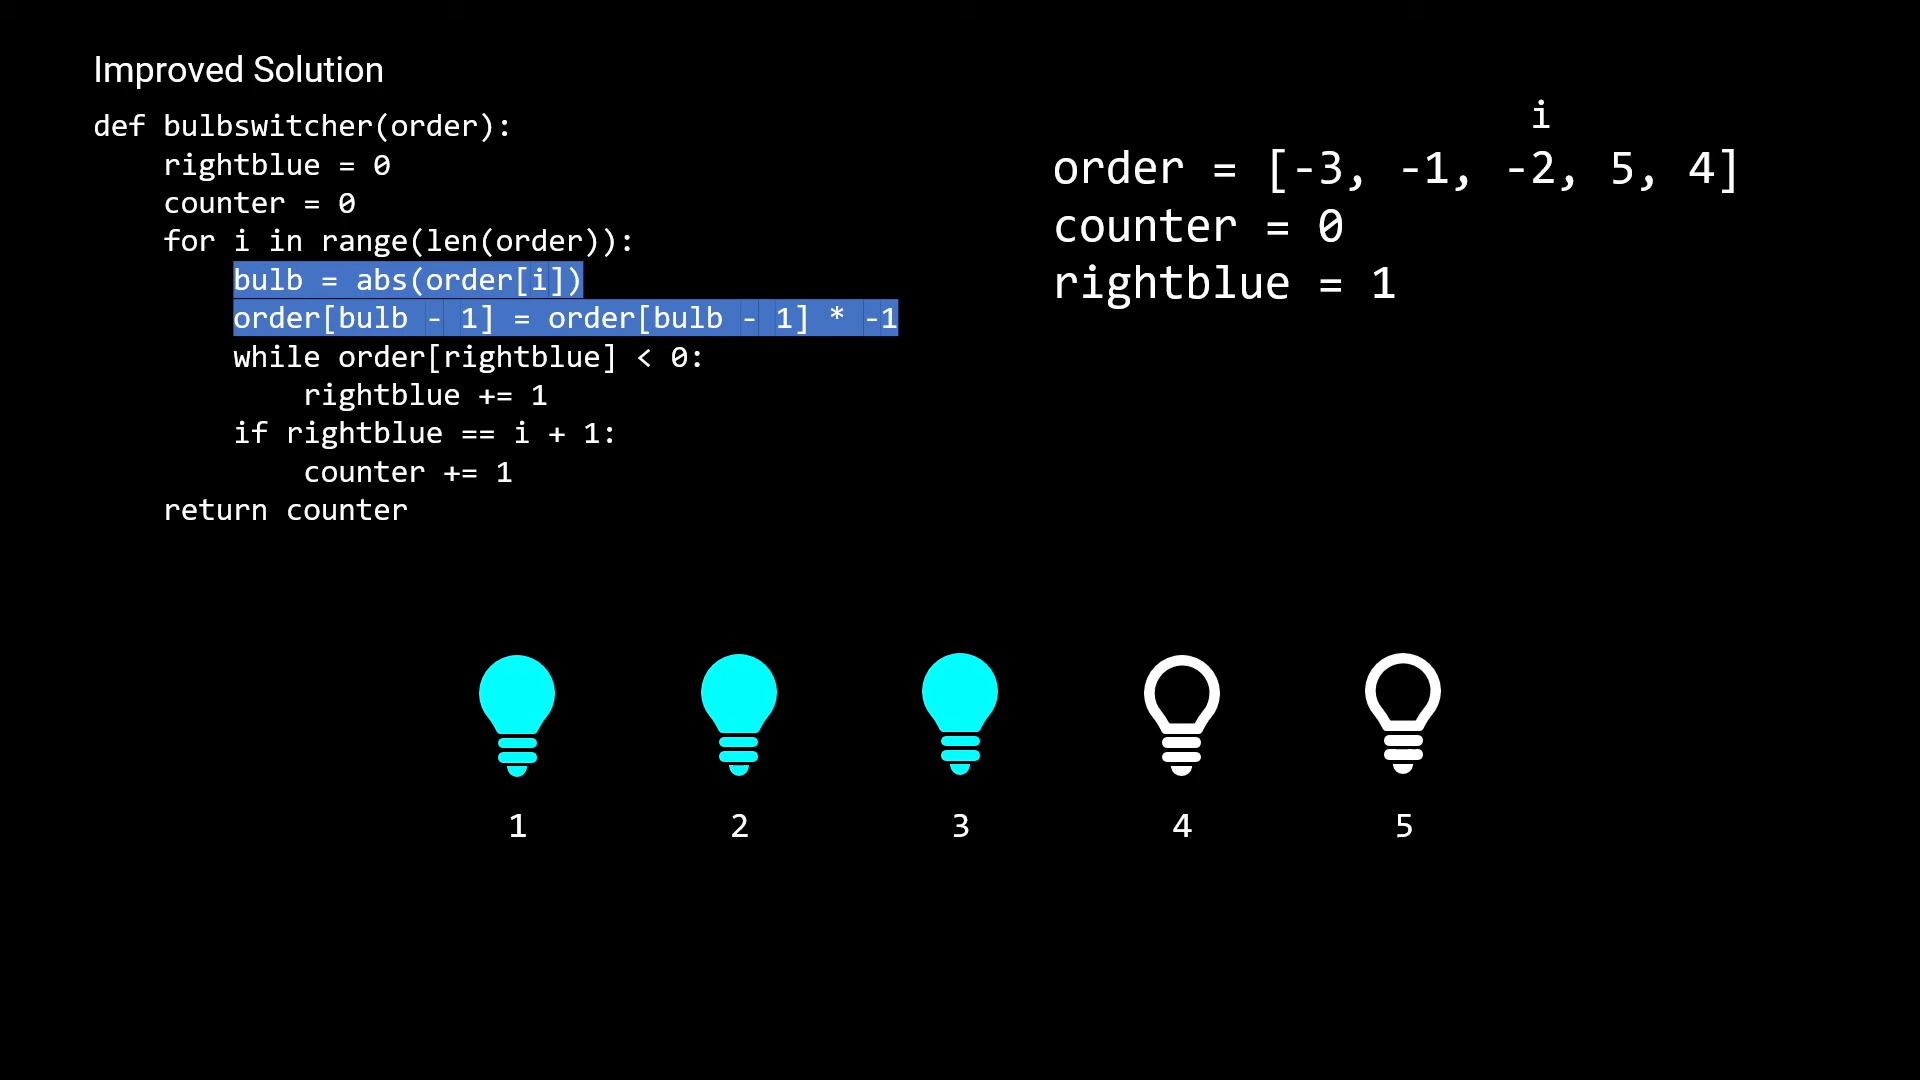 Improved Solution
def bulbswitcher(order):
    rightblue = 0
    counter = 0
    for i in range(len(order)):
        bulb = abs(order[i])
        order[bulb - 1] = order[bulb - 1] * -1
        while order[rightblue] < 0:
            rightblue += 1
        if rightblue == i + 1:
            counter += 1
    return counter
i
order = [-3, -1, -2, 5, 4]
counter = 0
rightblue = 1
1 2 3 4 5